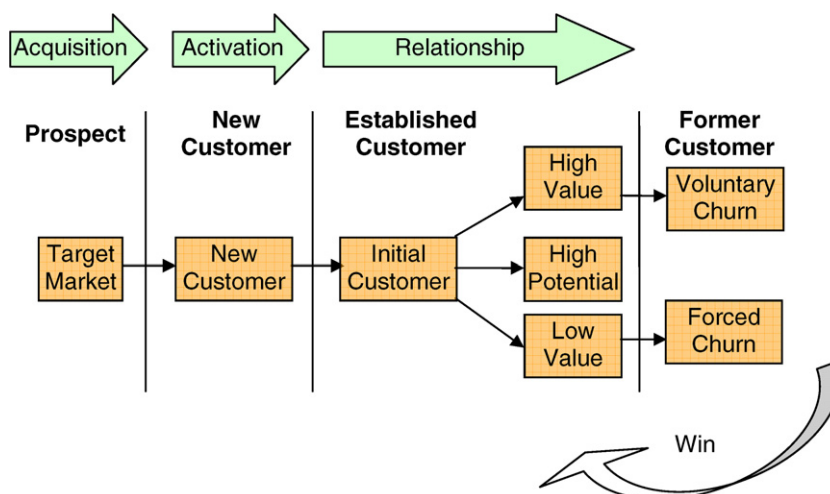 Acquisition
Activation
Relationship
Prospect
New
Customer
Established
Customer
Former
Customer
Target
Market
New
Customer
Initial
Customer
High
Value
High
Potential
Low
Value
Voluntary
Churn
Forced
Churn
Win